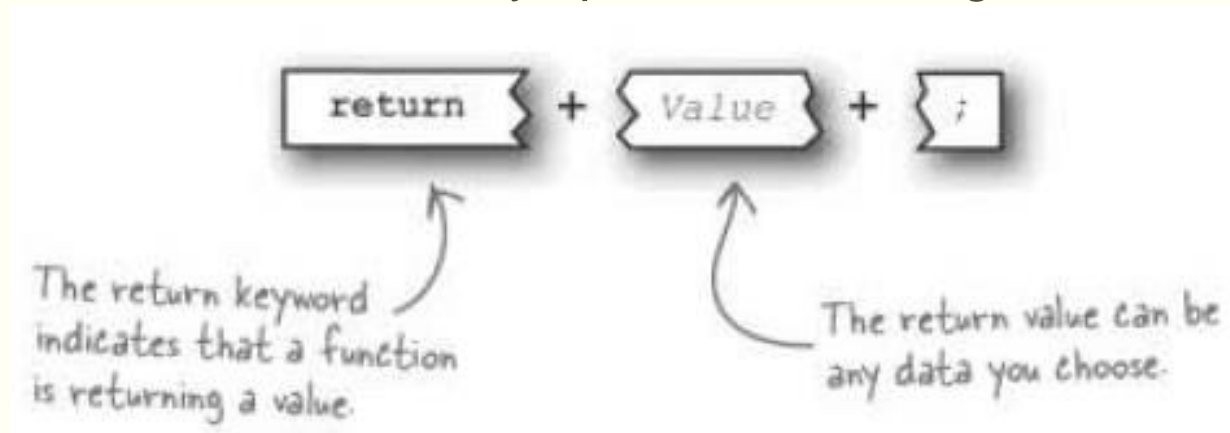 return + Value + ;
The return keyword
indicates that a function
is returning a value.
The return value can be
any data you choose.